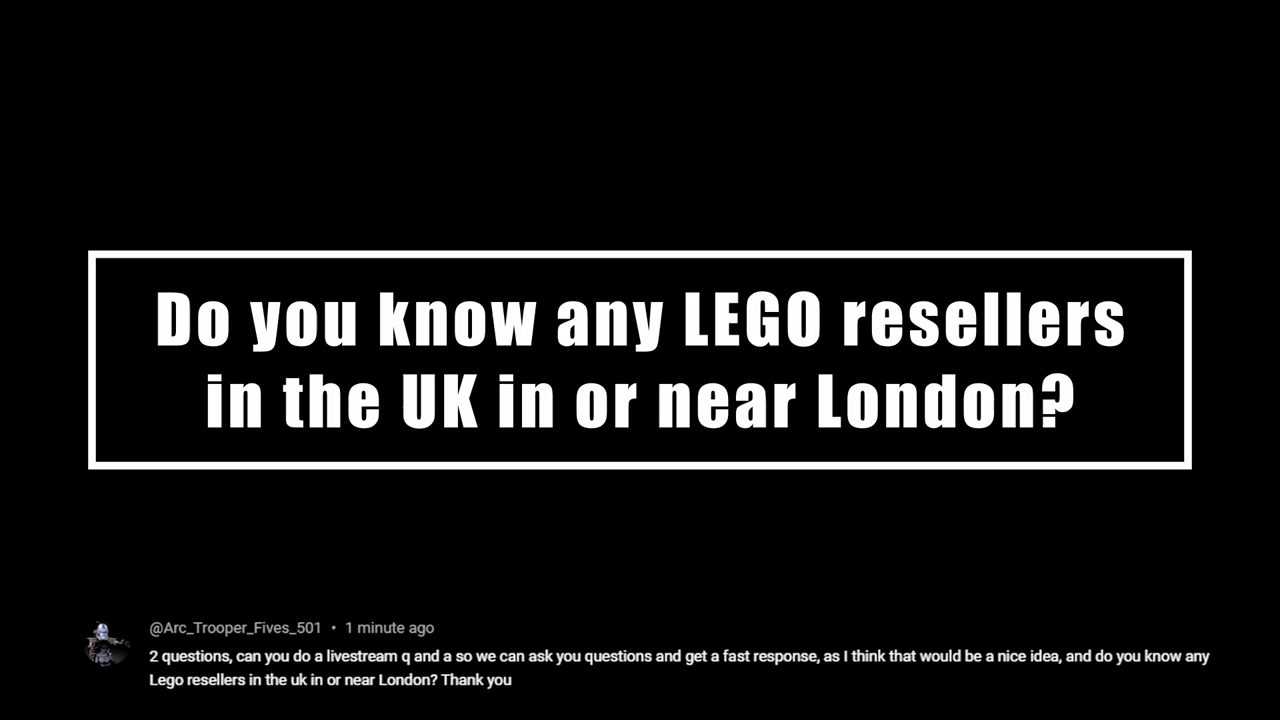 Do you know any LEGO resellers
in the UK in or near London?
@Arc_Trooper_Fives_501 • 1 minute ago
2 questions, can you do a livestream q and a so we can ask you questions and get a fast response, as I think that would be a nice idea, and do you know any
Lego resellers in the uk in or near London? Thank you